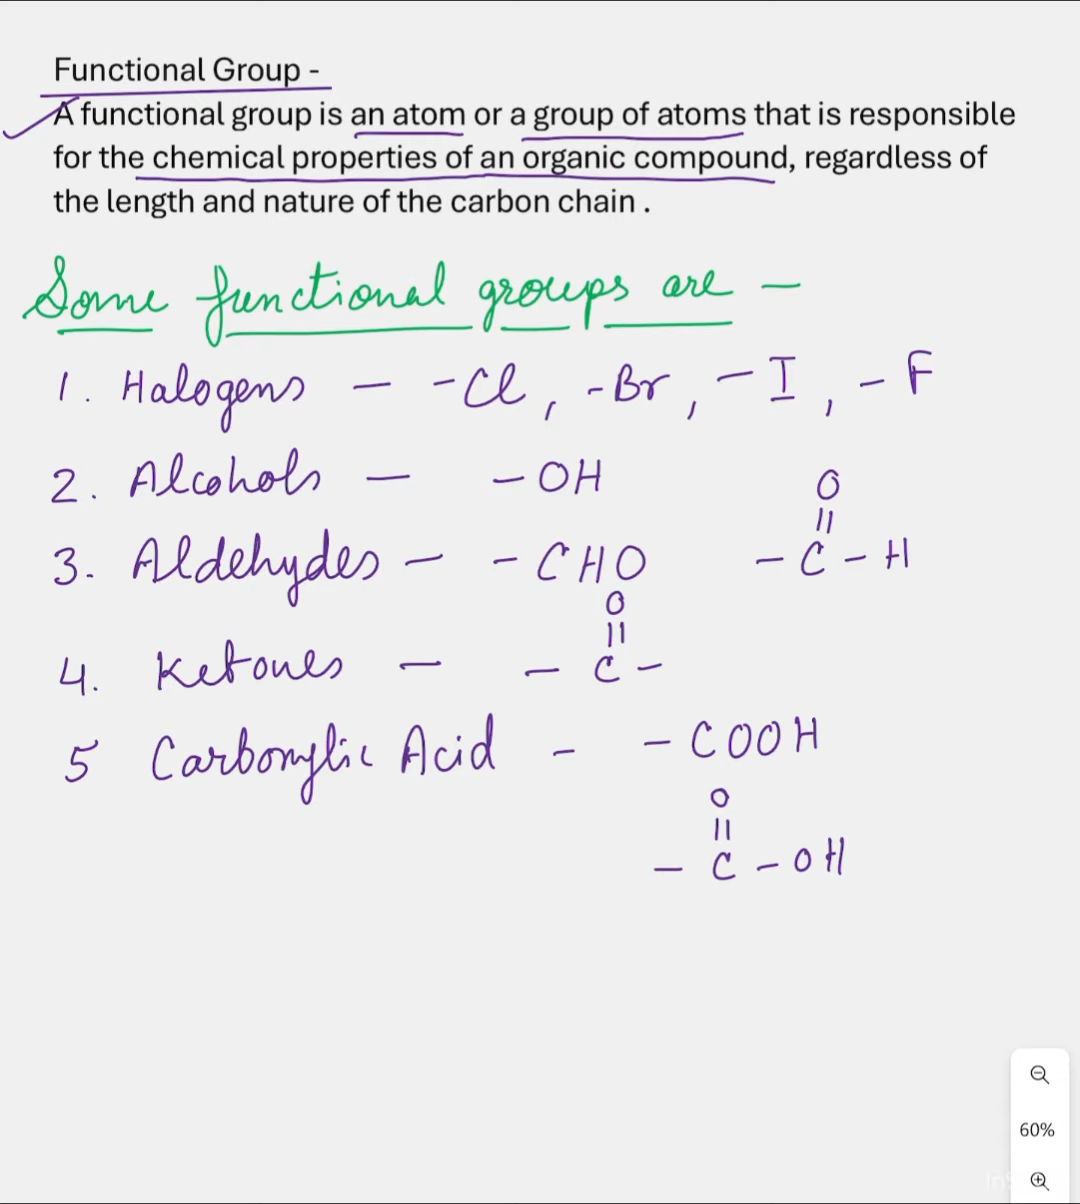 Functional Group -
A functional group is an atom or a group of atoms that is responsible
for the chemical properties of an organic compound, regardless of
the length and nature of the carbon chain .
Some functional groups are —
1. Halogens — -Cl, -Br, -I, -F
2. Alcohols — -OH
O
||
3. Aldehydes — -CHO -C-H
O
||
4. Ketones — -C-
5 Carbonylic Acid - -COOH
O
||
-C-OH
60%